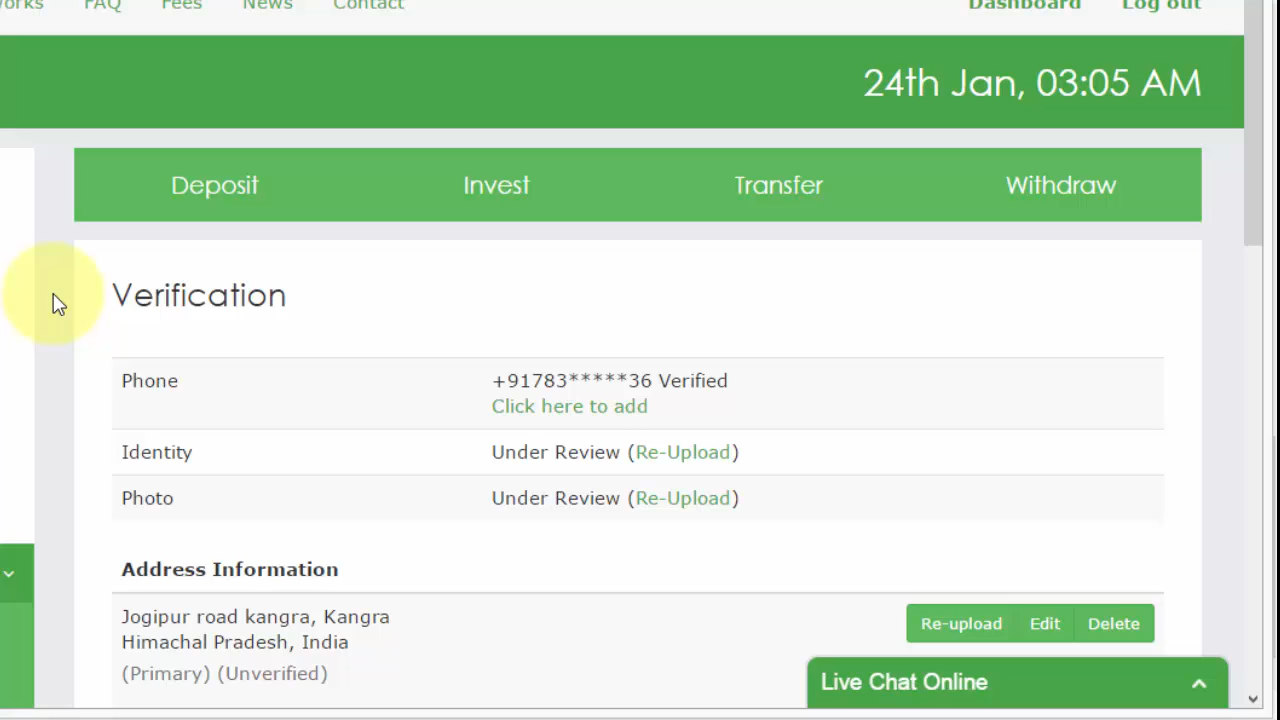 FAQ Fees News Contact Dashboard Log out
24th Jan, 03:05 AM
Deposit Invest Transfer Withdraw
Verification
Phone +91783*****36 Verified
Click here to add
Identity Under Review (Re-Upload)
Photo Under Review (Re-Upload)
Address Information
Jogipur road kangra, Kangra
Himachal Pradesh, India
(Primary) (Unverified)
Re-upload Edit Delete
Live Chat Online